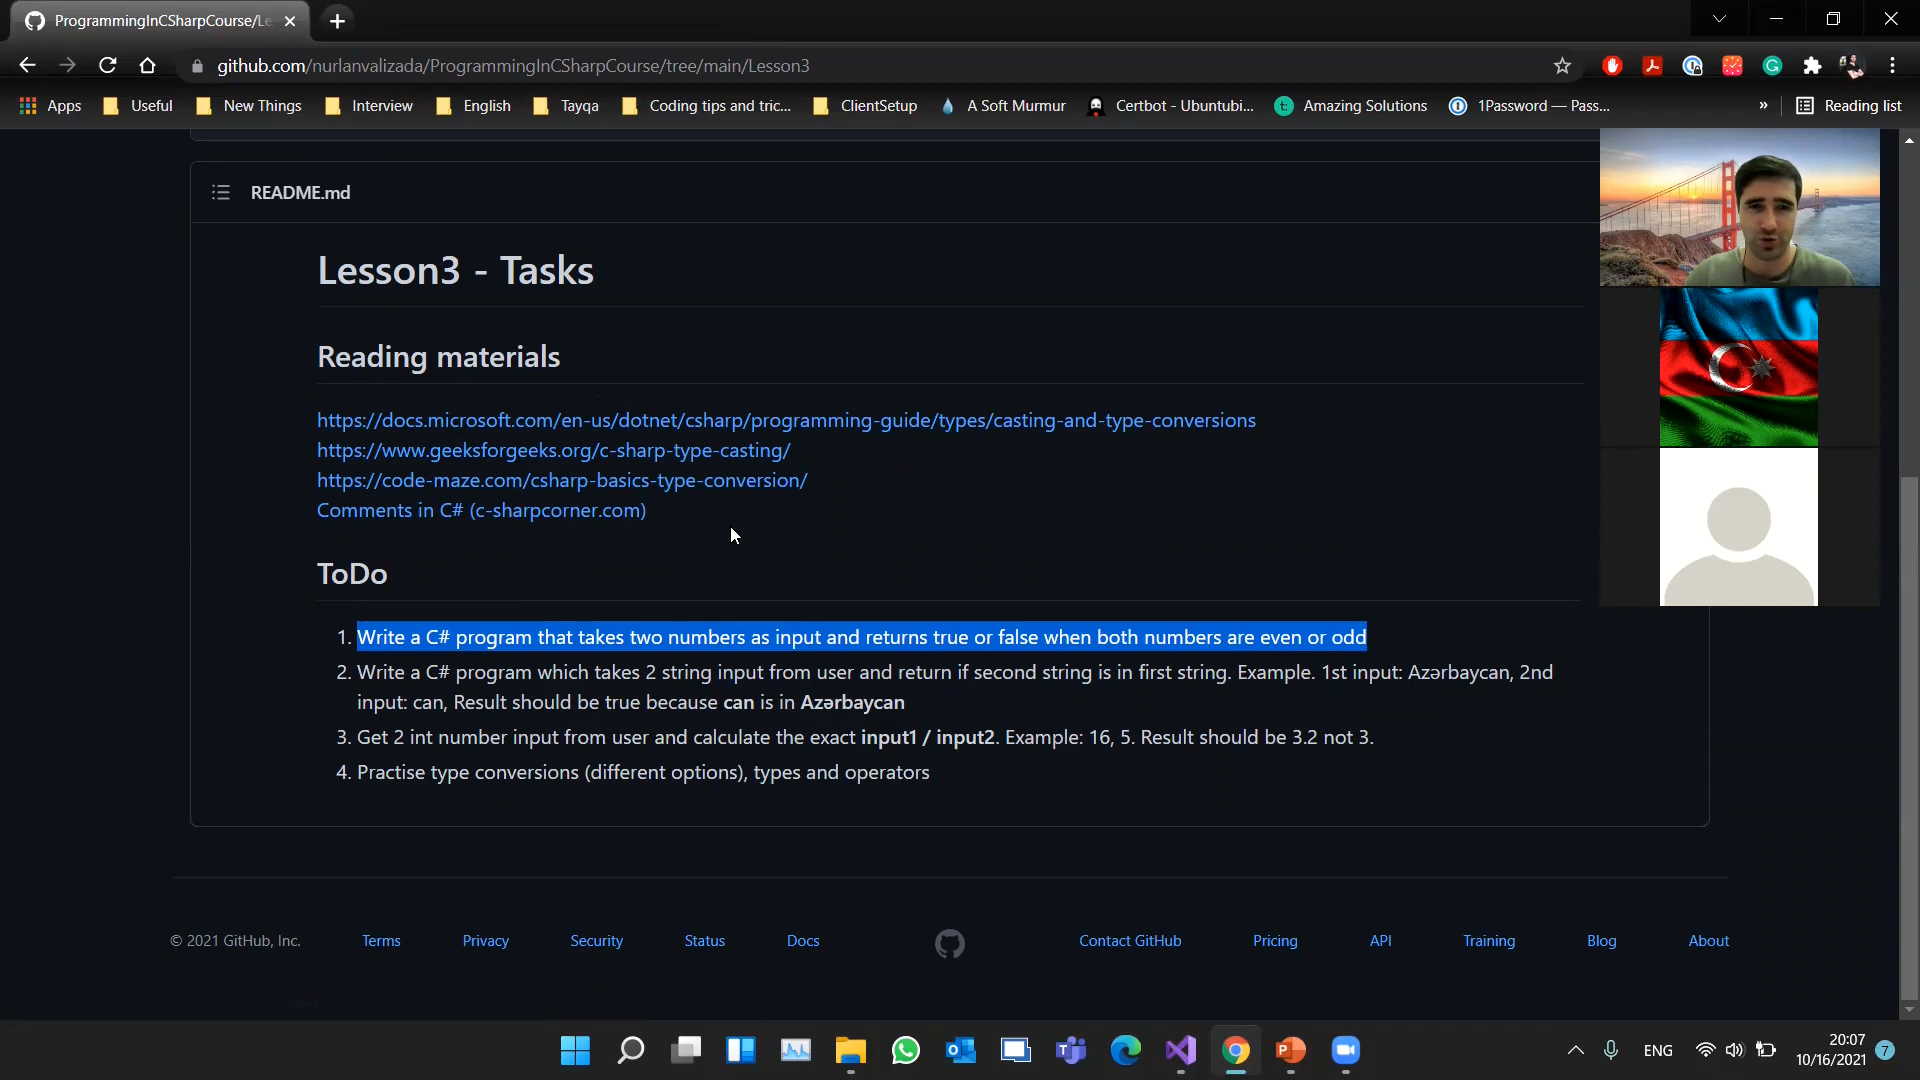 ProgrammingInCSharpCourse/Le
github.com/nurlanvalizada/ProgrammingInCSharpCourse/tree/main/Lesson3
Apps Useful New Things Interview English Tayqa Coding tips and tric... ClientSetup A Soft Murmur Certbot - Ubuntubi... Amazing Solutions 1Password — Pass... » Reading list
README.md
Lesson3 - Tasks
Reading materials
https://docs.microsoft.com/en-us/dotnet/csharp/programming-guide/types/casting-and-type-conversions
https://www.geeksforgeeks.org/c-sharp-type-casting/
https://code-maze.com/csharp-basics-type-conversion/
Comments in C# (c-sharpcorner.com)
ToDo
1. Write a C# program that takes two numbers as input and returns true or false when both numbers are even or odd
2. Write a C# program which takes 2 string input from user and return if second string is in first string. Example. 1st input: Azərbaycan, 2nd
input: can, Result should be true because can is in Azərbaycan
3. Get 2 int number input from user and calculate the exact input1 / input2. Example: 16, 5. Result should be 3.2 not 3.
4. Practise type conversions (different options), types and operators
© 2021 GitHub, Inc. Terms Privacy Security Status Docs Contact GitHub Pricing API Training Blog About
ENG
20:07
10/16/2021
7